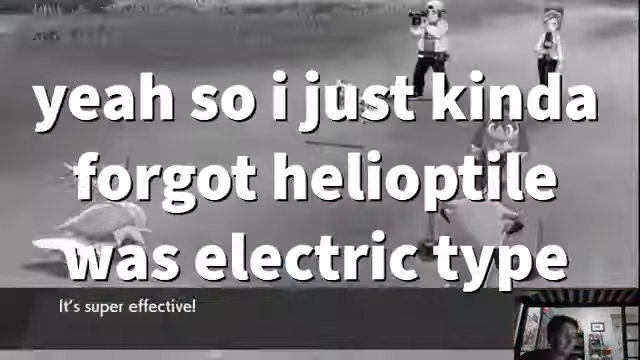 yeah so i just kinda
forgot helioptile
was electric type
It's super effective!